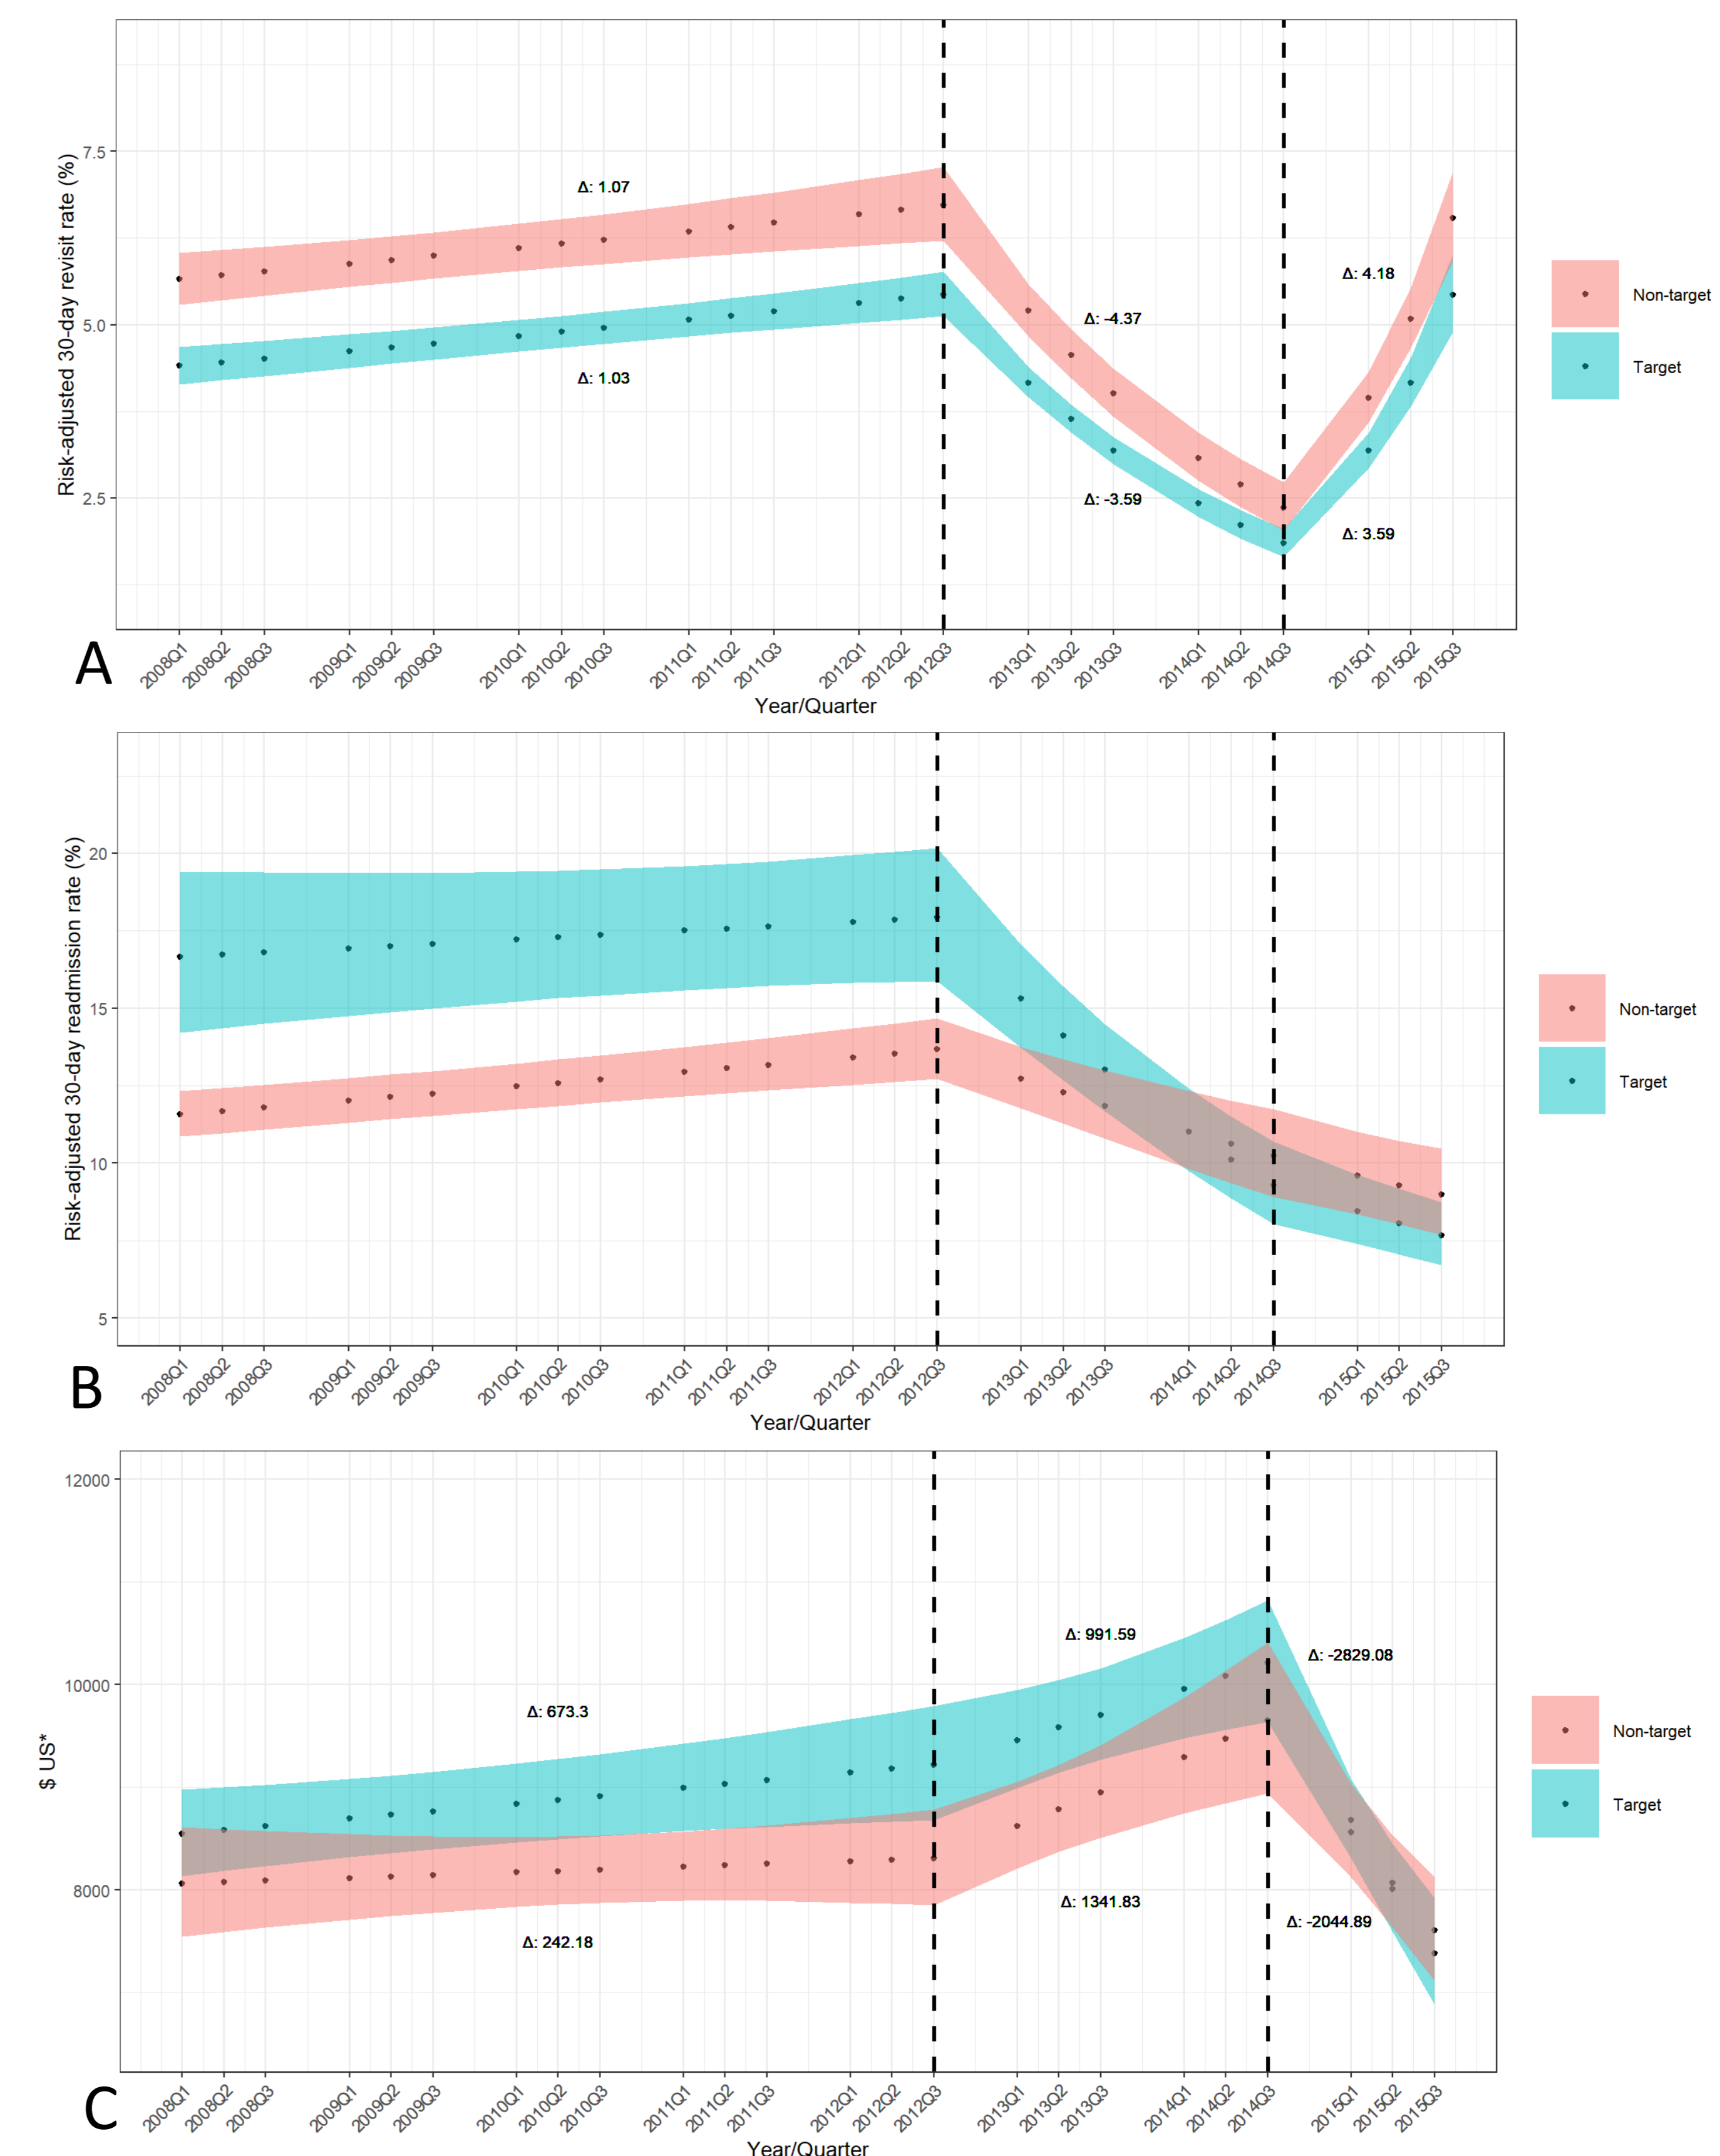 Risk-adjusted 30-day revisit rate (%)
7.5
5.0
2.5
Δ: 1.07
Δ: 1.03
Δ: -4.37
Δ: -3.59
Δ: 4.18
Δ: 3.59
Non-target
Target
2008Q1 2008Q2 2008Q3 2009Q1 2009Q2 2009Q3 2010Q1 2010Q2 2010Q3 2011Q1 2011Q2 2011Q3 2012Q1 2012Q2 2012Q3 2013Q1 2013Q2 2013Q3 2014Q1 2014Q2 2014Q3 2015Q1 2015Q2 2015Q3
A
Year/Quarter
Risk-adjusted 30-day readmission rate (%)
20
15
10
5
Non-target
Target
2008Q1 2008Q2 2008Q3 2009Q1 2009Q2 2009Q3 2010Q1 2010Q2 2010Q3 2011Q1 2011Q2 2011Q3 2012Q1 2012Q2 2012Q3 2013Q1 2013Q2 2013Q3 2014Q1 2014Q2 2014Q3 2015Q1 2015Q2 2015Q3
B
Year/Quarter
$ US*
12000
10000
8000
Δ: 673.3
Δ: 242.18
Δ: 991.59
Δ: 1341.83
Δ: -2829.08
Δ: -2044.89
Non-target
Target
2008Q1 2008Q2 2008Q3 2009Q1 2009Q2 2009Q3 2010Q1 2010Q2 2010Q3 2011Q1 2011Q2 2011Q3 2012Q1 2012Q2 2012Q3 2013Q1 2013Q2 2013Q3 2014Q1 2014Q2 2014Q3 2015Q1 2015Q2 2015Q3
C
Year/Quarter